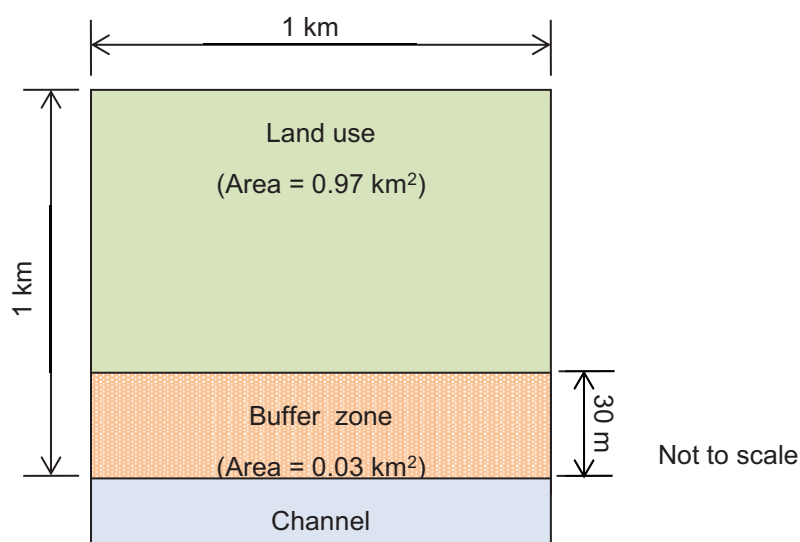 1 km
Land use
(Area = 0.97 km²)
1 km
Buffer zone
(Area = 0.03 km²)
30 m
Not to scale
Channel